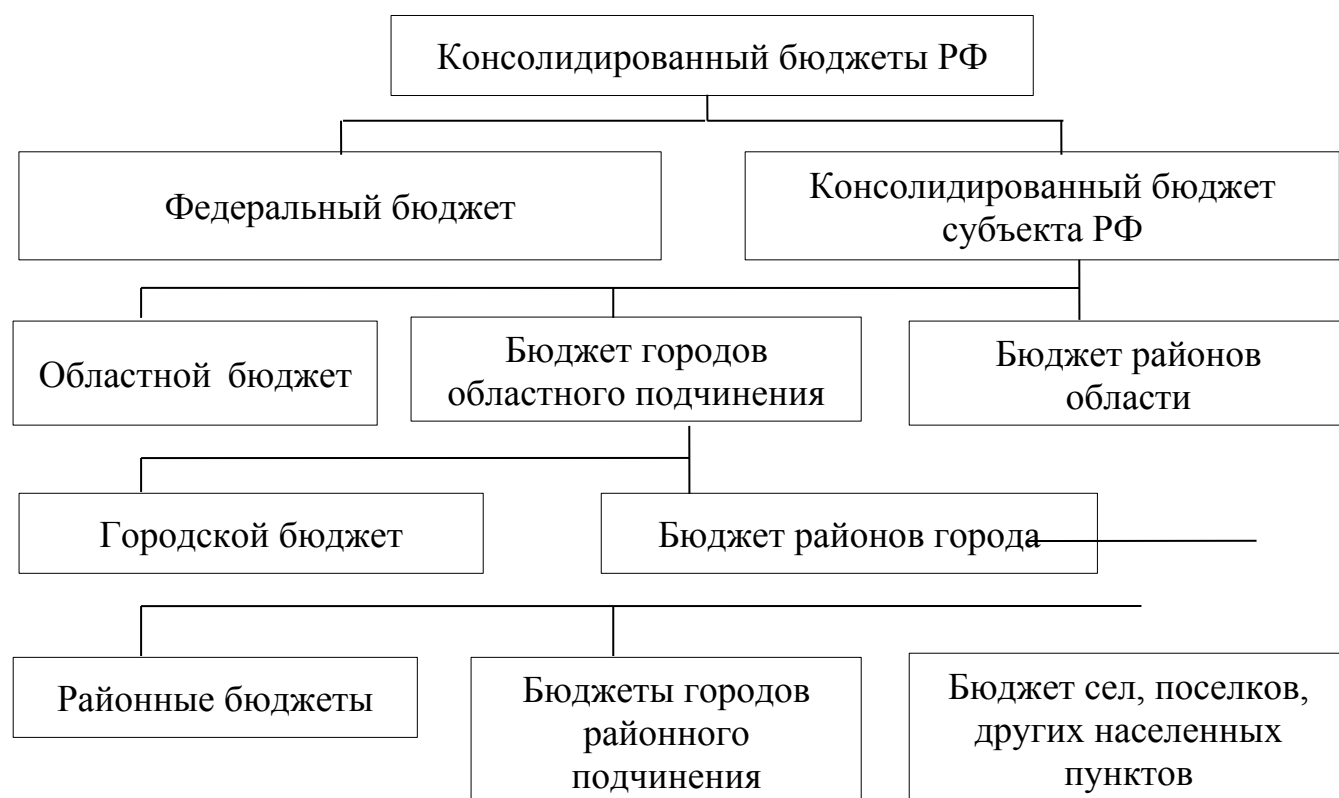 Консолидированный бюджеты РФ
Федеральный бюджет
Консолидированный бюджет
субъекта РФ
Областной бюджет
Бюджет городов
областного подчинения
Бюджет районов
области
Городской бюджет
Бюджет районов города
Районные бюджеты
Бюджеты городов
районного
подчинения
Бюджет сел, поселков,
других населенных
пунктов